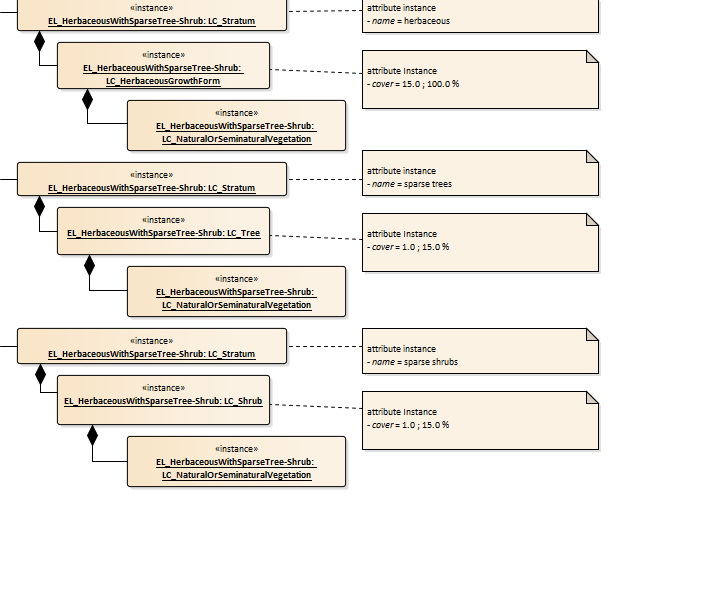 «instance»
EL_HerbaceousWithSparseTree-Shrub: LC_Stratum
attribute instance
- name = herbaceous
«instance»
EL_HerbaceousWithSparseTree-Shrub:
LC_HerbaceousGrowthForm
attribute Instance
- cover = 15.0 ; 100.0 %
«instance»
EL_HerbaceousWithSparseTree-Shrub:
LC_NaturalOrSeminaturalVegetation
«instance»
EL_HerbaceousWithSparseTree-Shrub: LC_Stratum
attribute instance
- name = sparse trees
«instance»
EL_HerbaceousWithSparseTree-Shrub: LC_Tree
attribute Instance
- cover = 1.0 ; 15.0 %
«instance»
EL_HerbaceousWithSparseTree-Shrub:
LC_NaturalOrSeminaturalVegetation
«instance»
EL_HerbaceousWithSparseTree-Shrub: LC_Stratum
attribute instance
- name = sparse shrubs
«instance»
EL_HerbaceousWithSparseTree-Shrub: LC_Shrub
attribute Instance
- cover = 1.0 ; 15.0 %
«instance»
EL_HerbaceousWithSparseTree-Shrub:
LC_NaturalOrSeminaturalVegetation